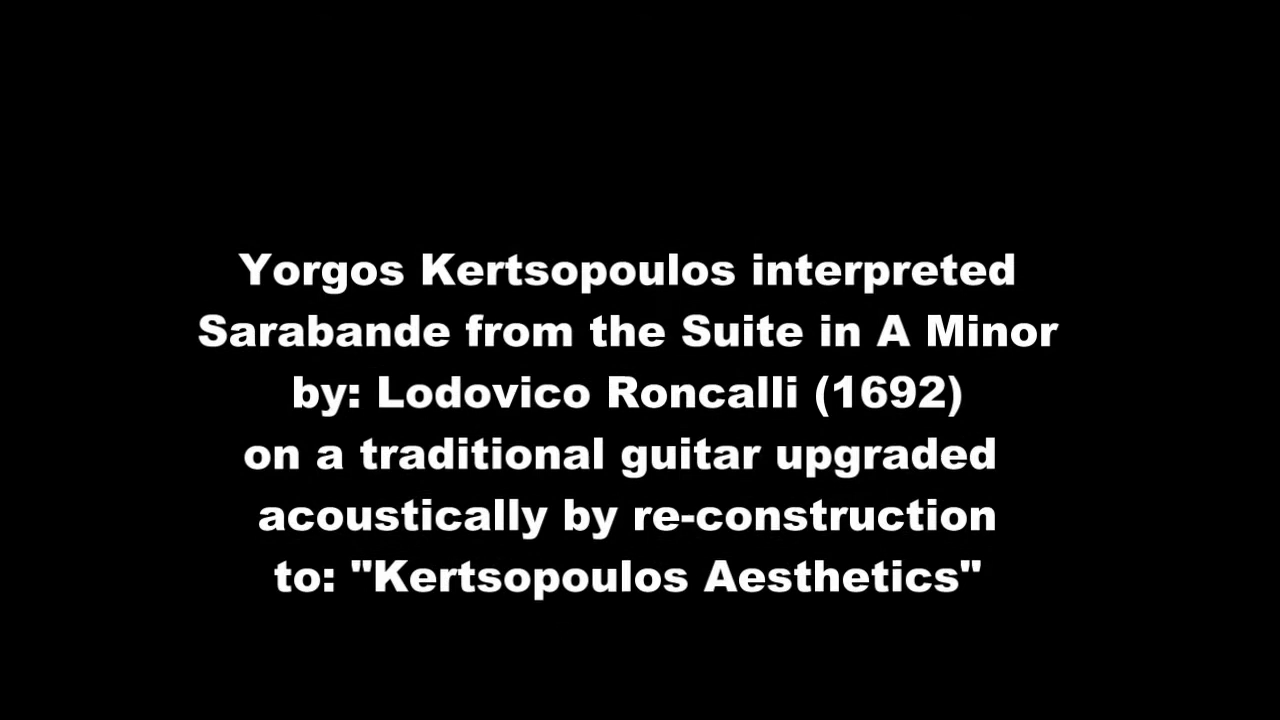 Yorgos Kertsopoulos interpreted
Sarabande from the Suite in A Minor
by: Lodovico Roncalli (1692)
on a traditional guitar upgraded
acoustically by re-construction
to: "Kertsopoulos Aesthetics"